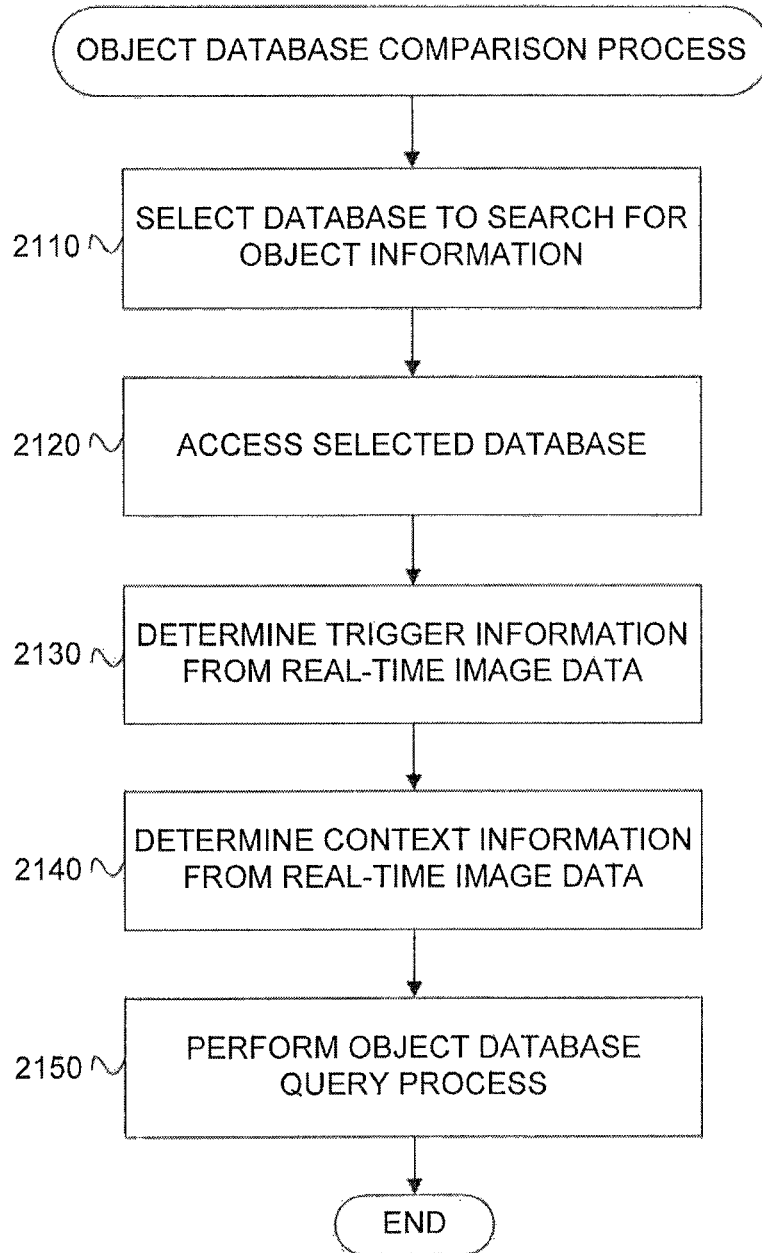 OBJECT DATABASE COMPARISON PROCESS
2110
SELECT DATABASE TO SEARCH FOR
OBJECT INFORMATION
2120
ACCESS SELECTED DATABASE
2130
DETERMINE TRIGGER INFORMATION
FROM REAL-TIME IMAGE DATA
2140
DETERMINE CONTEXT INFORMATION
FROM REAL-TIME IMAGE DATA
2150
PERFORM OBJECT DATABASE
QUERY PROCESS
END